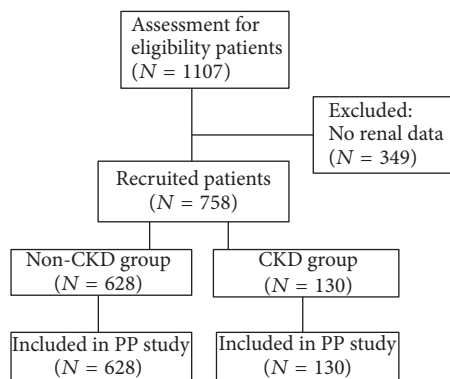 Assessment for
eligibility patients
(N = 1107)
Excluded:
No renal data
(N = 349)
Recruited patients
(N = 758)
Non-CKD group
(N = 628)
CKD group
(N = 130)
Included in PP study
(N = 628)
Included in PP study
(N = 130)